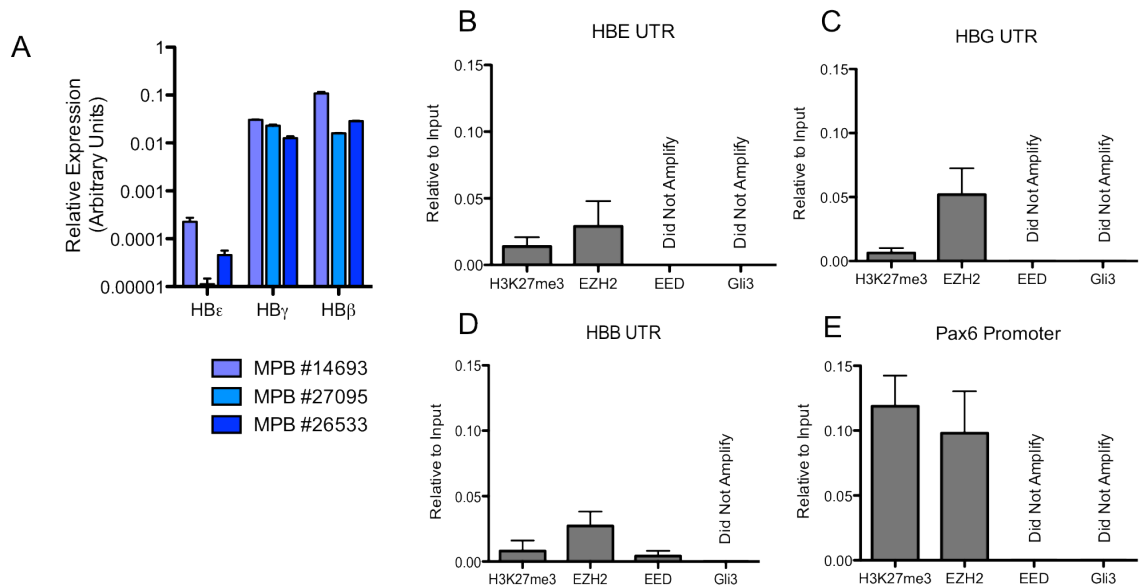 A
Relative Expression
(Arbitrary Units)
1
0.1
0.01
0.001
0.0001
0.00001
HBε
HBγ
HBβ
MPB #14693
MPB #27095
MPB #26533
B
HBE UTR
Relative to Input
0.15
0.10
0.05
0.00
Did Not Amplify
Did Not Amplify
H3K27me3
EZH2
EED
Gli3
C
HBG UTR
Relative to Input
0.15
0.10
0.05
0.00
Did Not Amplify
Did Not Amplify
H3K27me3
EZH2
EED
Gli3
D
HBB UTR
Relative to Input
0.15
0.10
0.05
0.00
Did Not Amplify
H3K27me3
EZH2
EED
Gli3
E
Pax6 Promoter
Relative to Input
0.15
0.10
0.05
0.00
Did Not Amplify
Did Not Amplify
H3K27me3
EZH2
EED
Gli3